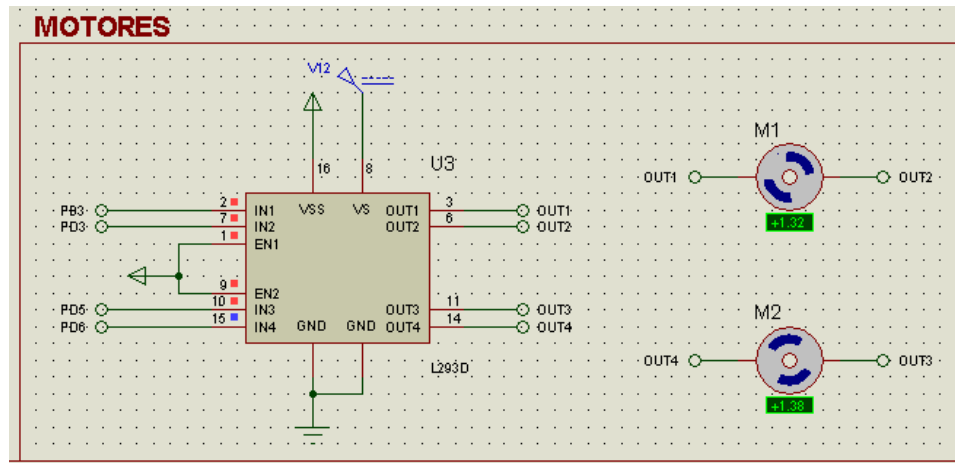 MOTORES
V12
16 8 U3
PB3 2 IN1 VSS VS OUT1 3 OUT1
PD3 7 IN2 OUT2 6 OUT2
1 EN1
9 EN2
PD5 10 IN3 OUT3 11 OUT3
PD6 15 IN4 GND GND OUT4 14 OUT4
L293D
M1
OUT1 OUT2
+1.32
M2
OUT4 OUT3
+1.38